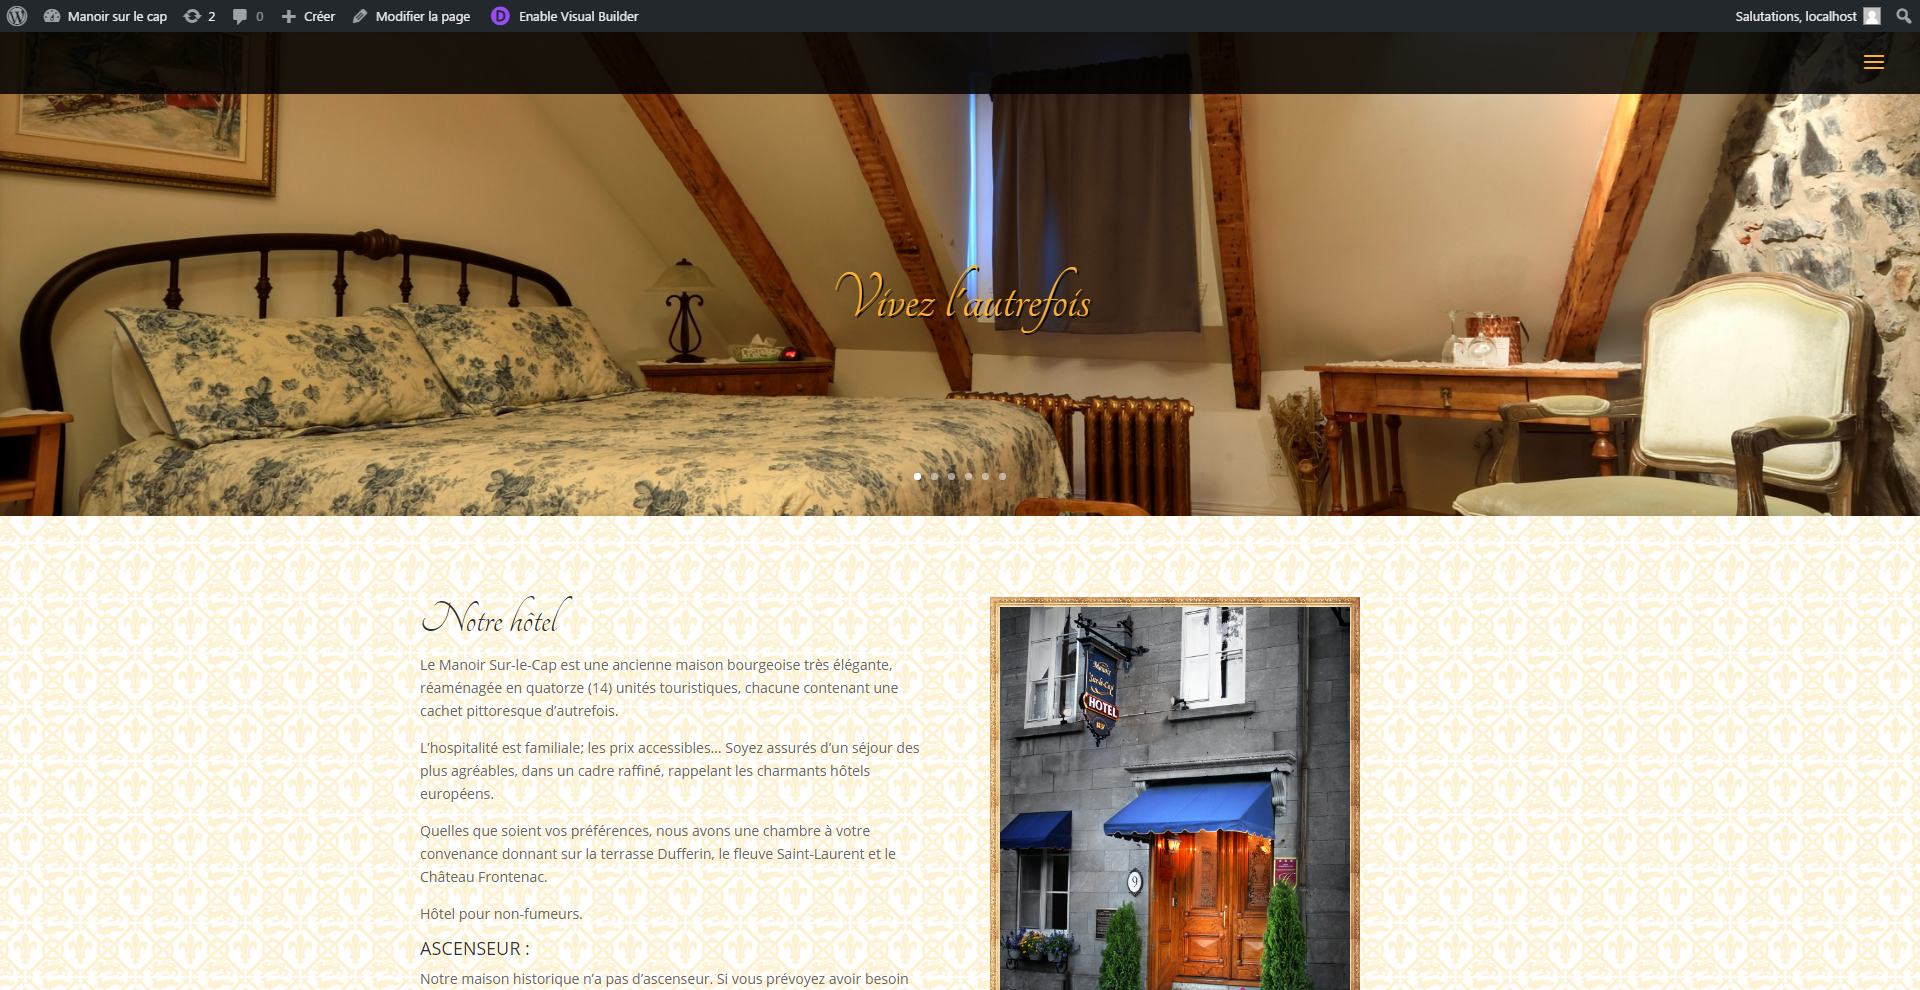 Manoir sur le cap 2 0 Créer Modifier la page D Enable Visual Builder Salutations, localhost
Vivez l'autrefois
Notre hôtel
Le Manoir Sur-le-Cap est une ancienne maison bourgeoise très élégante,
réaménagée en quatorze (14) unités touristiques, chacune contenant une
cachet pittoresque d’autrefois.
L’hospitalité est familiale; les prix accessibles… Soyez assurés d’un séjour des
plus agréables, dans un cadre raffiné, rappelant les charmants hôtels
européens.
Quelles que soient vos préférences, nous avons une chambre à votre
convenance donnant sur la terrasse Dufferin, le fleuve Saint-Laurent et le
Château Frontenac.
Hôtel pour non-fumeurs.
ASCENSEUR :
Notre maison historique n’a pas d’ascenseur. Si vous prévoyez avoir besoin
Manoir
Sur-le-Cap
HOTEL
9